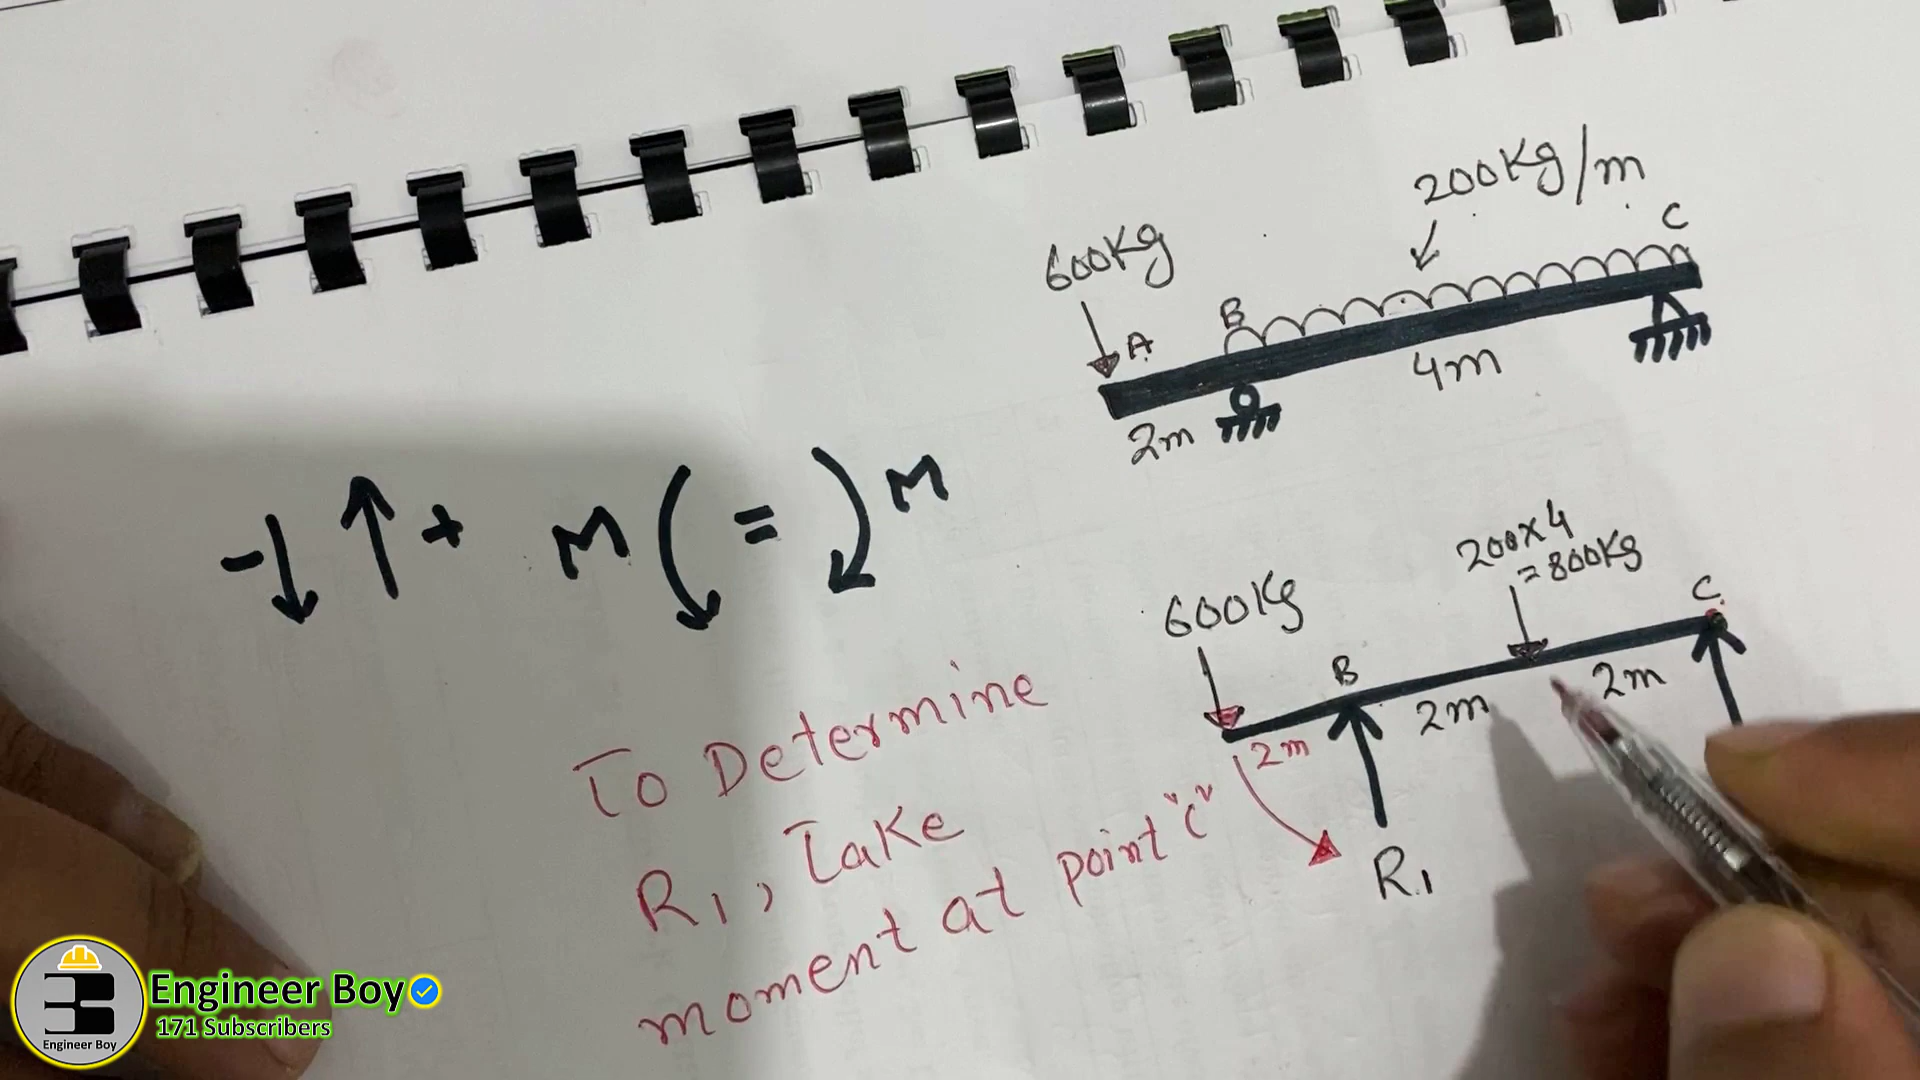 200Kg/m
C
600Kg
B
A
4m
2m
- + M = M
200x4
=800Kg
C
600Kg
B
2m
2m
2m
To Determine
R1, Take
moment at point "C"
R1
Engineer Boy
171 Subscribers
Engineer Boy